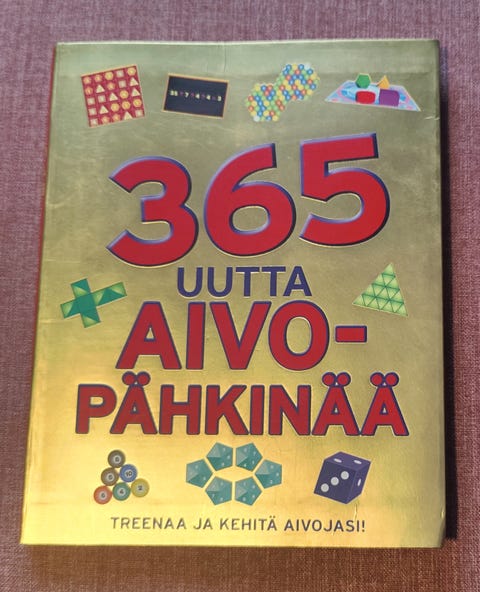 365
UUTTA
AIVO-
PÄHKINÄÄ
TREENAA JA KEHITÄ AIVOJASI!